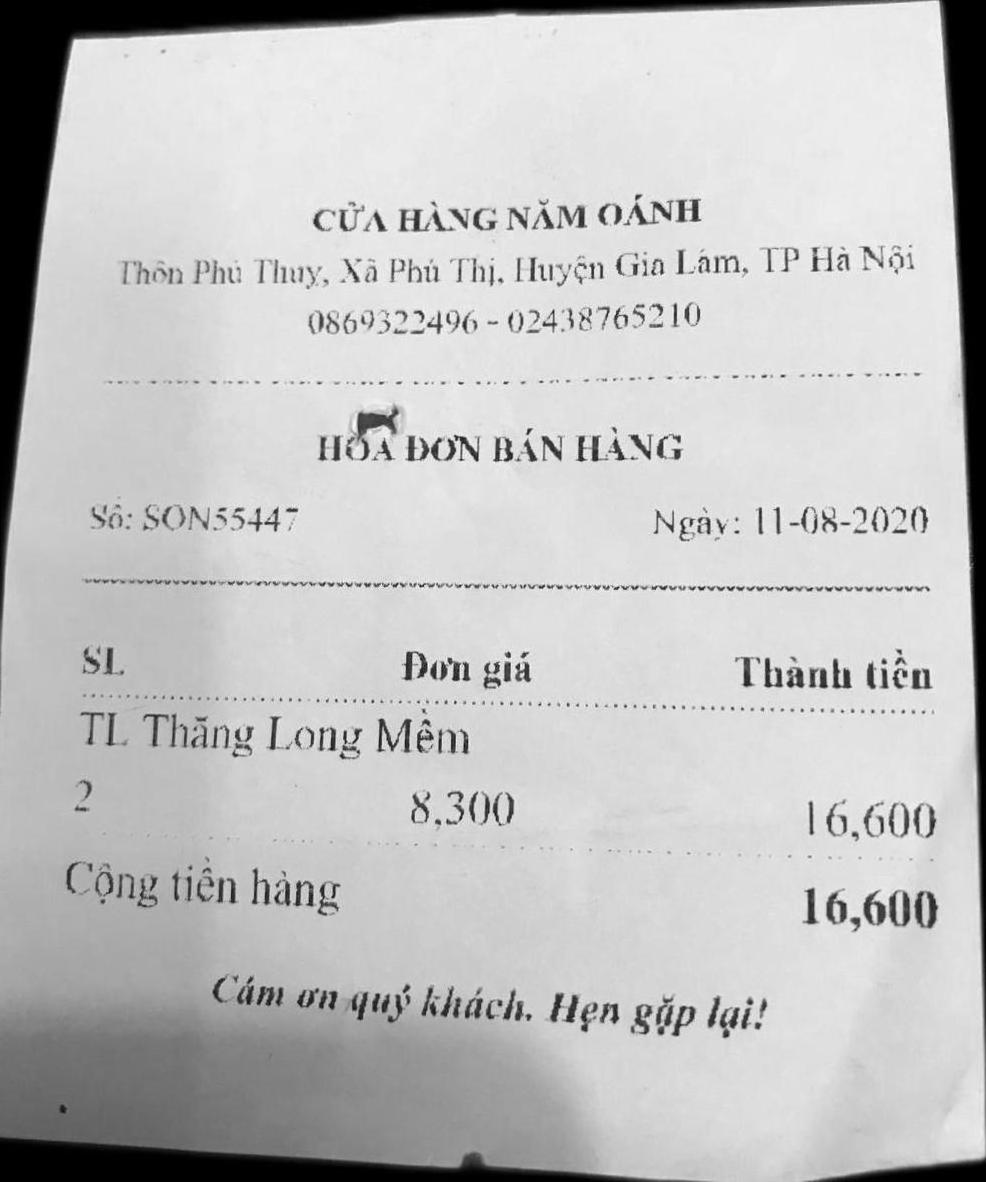 CỬA HÀNG NĂM OÁNH
Thôn Phú Thuỵ, Xã Phú Thị, Huyện Gia Lâm, TP Hà Nội
0869322496 - 02438765210
HÓA ĐƠN BÁN HÀNG
Số: SON55447 Ngày: 11-08-2020
SL Đơn giá Thành tiền
TL Thăng Long Mềm
2 8,300 16,600
Cộng tiền hàng 16,600
Cám ơn quý khách. Hẹn gặp lại!